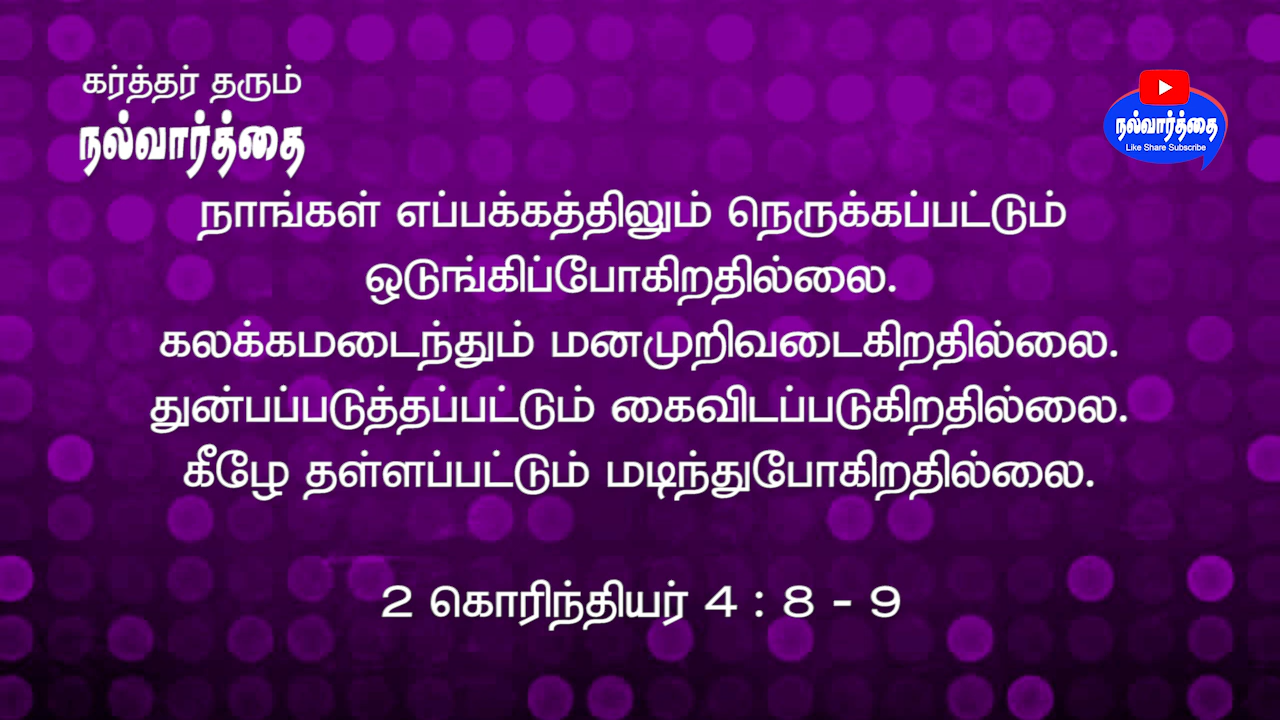 கர்த்தர் தரும்
நல்வார்த்தை
நல்வார்த்தை
Like Share Subscribe
நாங்கள் எப்பக்கத்திலும் நெருக்கப்பட்டும்
ஒடுங்கிப்போகிறதில்லை.
கலக்கமடைந்தும் மனமுறிவடைகிறதில்லை.
துன்பப்படுத்தப்பட்டும் கைவிடப்படுகிறதில்லை.
கீழே தள்ளப்பட்டும் மடிந்துபோகிறதில்லை.
2 கொரிந்தியர் 4 : 8 - 9